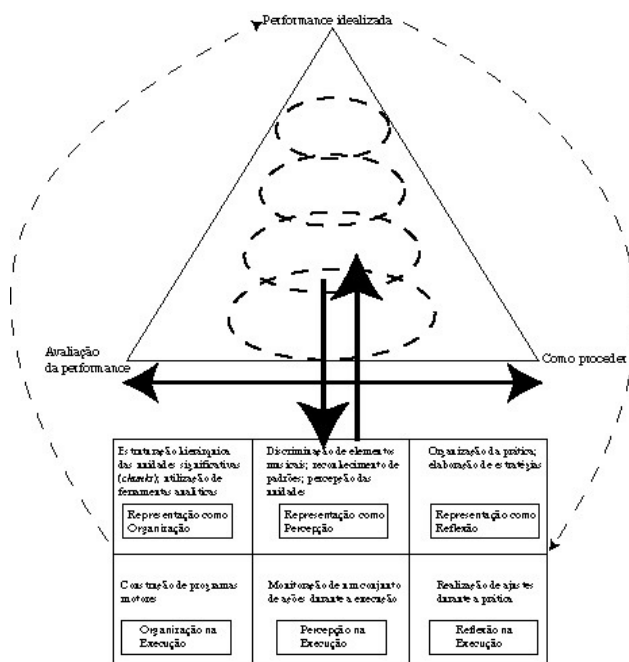 Performance idealizada
Avaliação
da performance
Como proceder
Estruturação hierárquica
das unidades significativas
(chunks); utilização de
ferramentas analíticas
Representação como
Organização
Discriminação de elementos
musicais; reconhecimento de
padrões; percepção das
unidades
Representação como
Percepção
Organização da prática;
elaboração de estratégias
Representação como
Reflexão
Construção de programas
motores
Organização na
Execução
Monitoração de um conjunto
de ações durante a execução
Percepção na
Execução
Realização de ajustes
durante a prática
Reflexão na
Execução